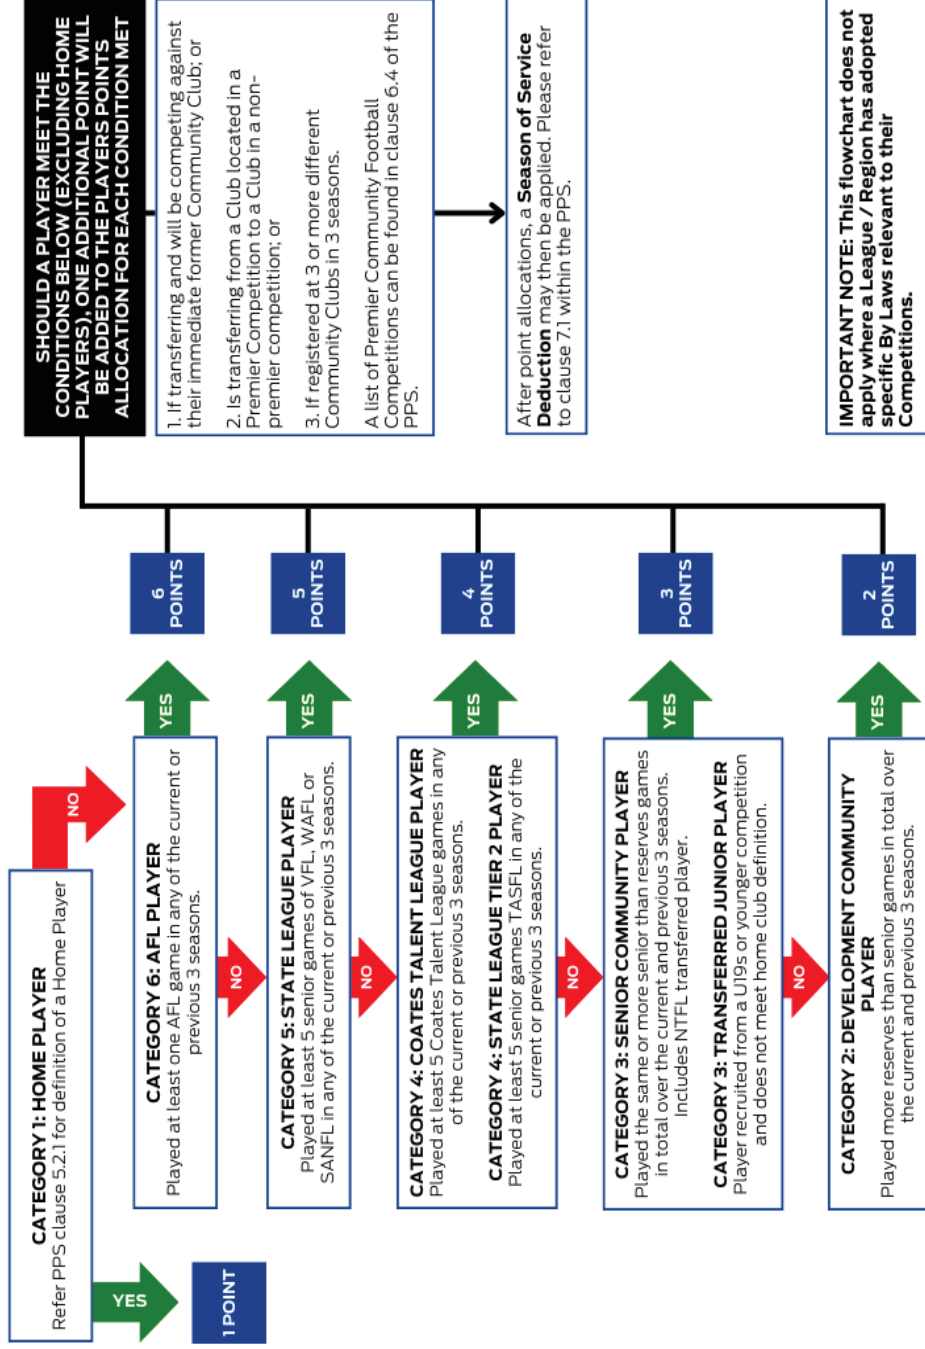 CATEGORY 1: HOME PLAYER
Refer PPS clause 5.2.1 for definition of a Home Player
YES
1 POINT
NO
CATEGORY 6: AFL PLAYER
Played at least one AFL game in any of the current or
previous 3 seasons.
YES
6
POINTS
NO
CATEGORY 5: STATE LEAGUE PLAYER
Played at least 5 senior games of VFL, WAFL or
SANFL in any of the current or previous 3 seasons.
YES
5
POINTS
NO
CATEGORY 4: COATES TALENT LEAGUE PLAYER
Played at least 5 Coates Talent League games in any
of the current or previous 3 seasons.
CATEGORY 4: STATE LEAGUE TIER 2 PLAYER
Played at least 5 senior games TASFL in any of the
current or previous 3 seasons.
YES
4
POINTS
NO
CATEGORY 3: SENIOR COMMUNITY PLAYER
Played the same or more senior than reserves games
in total over the current and previous 3 seasons.
Includes NTFL transferred player.
CATEGORY 3: TRANSFERRED JUNIOR PLAYER
Player recruited from a U19s or younger competition
and does not meet home club definition.
YES
3
POINTS
NO
CATEGORY 2: DEVELOPMENT COMMUNITY
PLAYER
Played more reserves than senior games in total over
the current and previous 3 seasons.
YES
2
POINTS
SHOULD A PLAYER MEET THE
CONDITIONS BELOW (EXCLUDING HOME
PLAYERS), ONE ADDITIONAL POINT WILL
BE ADDED TO THE PLAYERS POINTS
ALLOCATION FOR EACH CONDITION MET
1. If transferring and will be competing against
their immediate former Community Club; or
2. Is transferring from a Club located in a
Premier Competition to a Club in a non-
premier competition; or
3. If registered at 3 or more different
Community Clubs in 3 seasons.
A list of Premier Community Football
Competitions can be found in clause 6.4 of the
PPS.
After point allocations, a Season of Service
Deduction may then be applied. Please refer
to clause 7.1 within the PPS.
IMPORTANT NOTE: This flowchart does not
apply where a League / Region has adopted
specific By Laws relevant to their
Competitions.